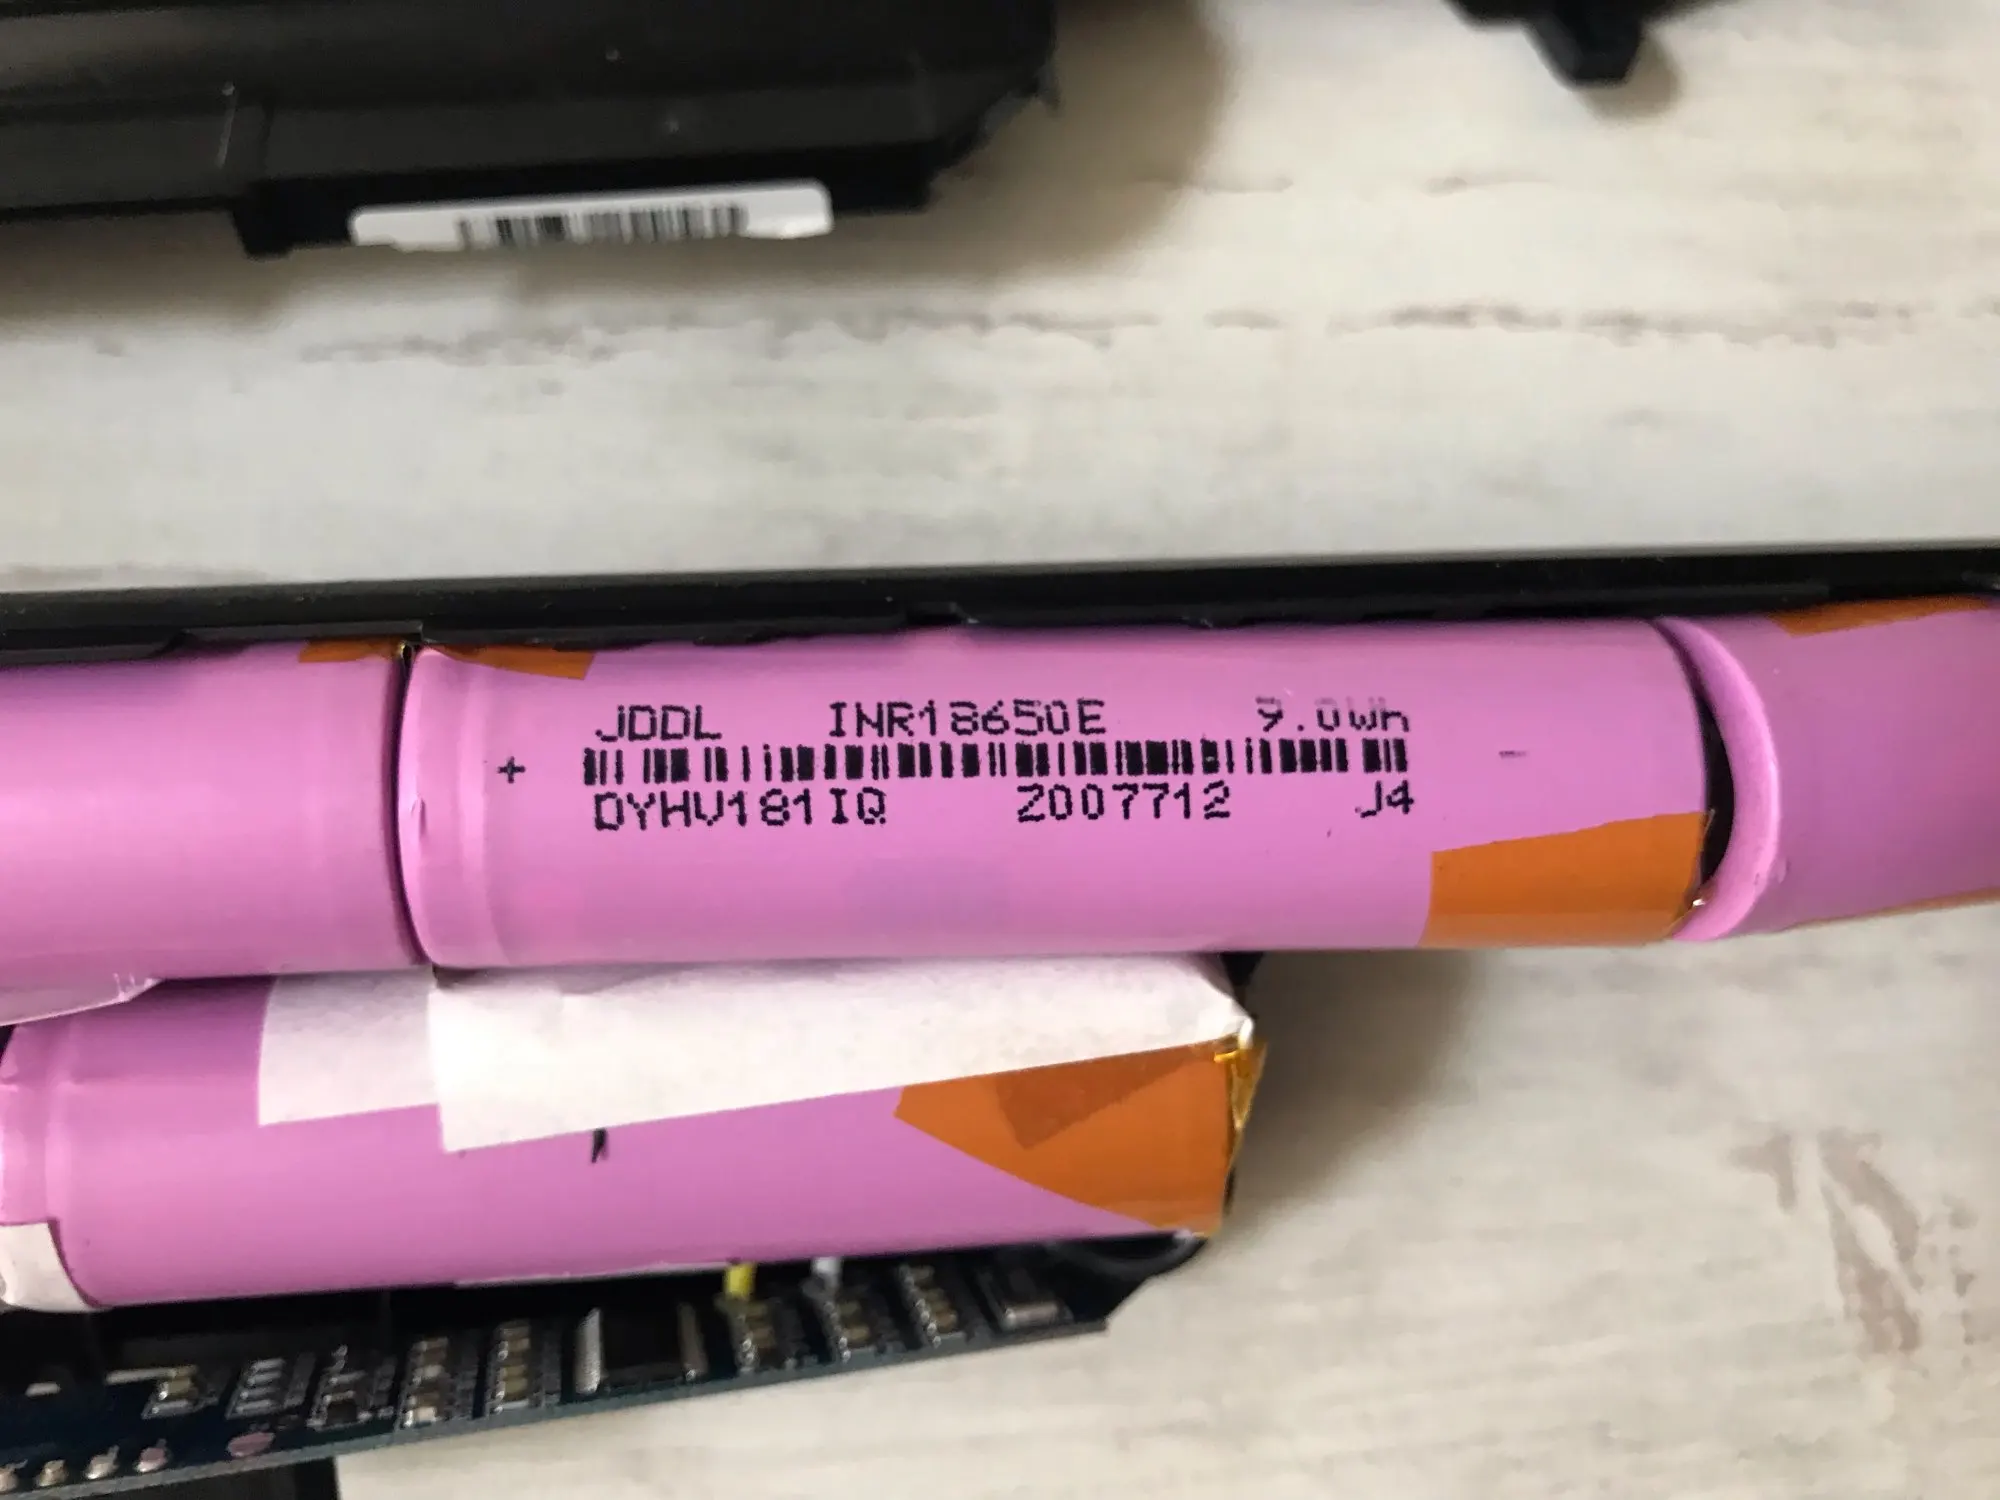 JDDL INR18650E 9.0Wh
+ -
DYHV181IQ 2007712 J4